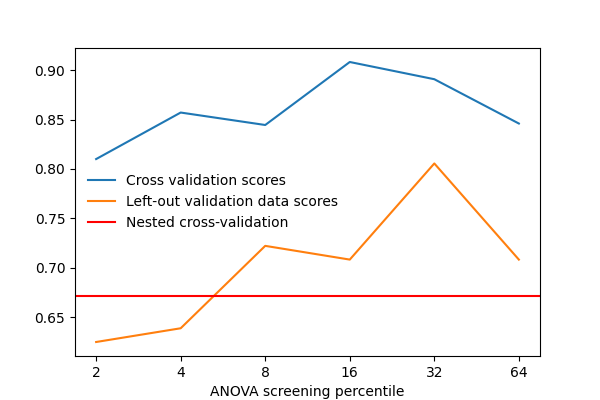 0.90
0.85
0.80
0.75
0.70
0.65
Cross validation scores
Left-out validation data scores
Nested cross-validation
2 4 8 16 32 64
ANOVA screening percentile